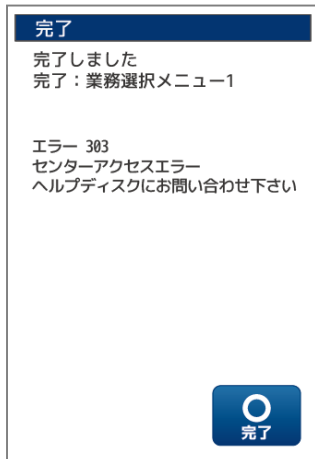 完了
完了しました
完了：業務選択メニュー1
エラー 303
センターアクセスエラー
ヘルプディスクにお問い合わせ下さい
完了